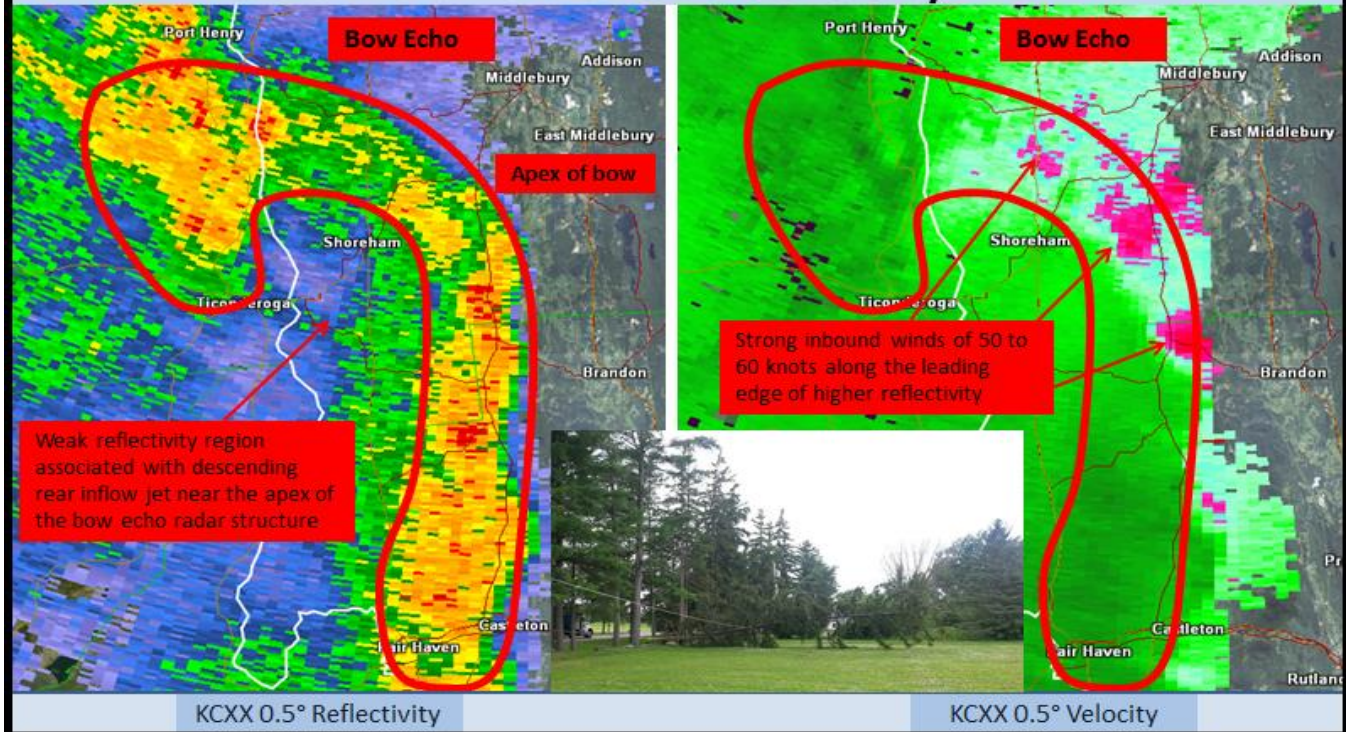 Bow Echo
Port Henry
Addison
Middlebury
East Middlebury
Apex of bow
Shoreham
Ticonderoga
Brandon
Weak reflectivity region
associated with descending
rear inflow jet near the apex of
the bow echo radar structure
Castleton
Fair Haven
KCXX 0.5° Reflectivity
Bow Echo
Port Henry
Addison
Middlebury
East Middlebury
Shoreham
Ticonderoga
Strong inbound winds of 50 to
60 knots along the leading
edge of higher reflectivity
Brandon
Pr
Castleton
Fair Haven
Rutland
KCXX 0.5° Velocity